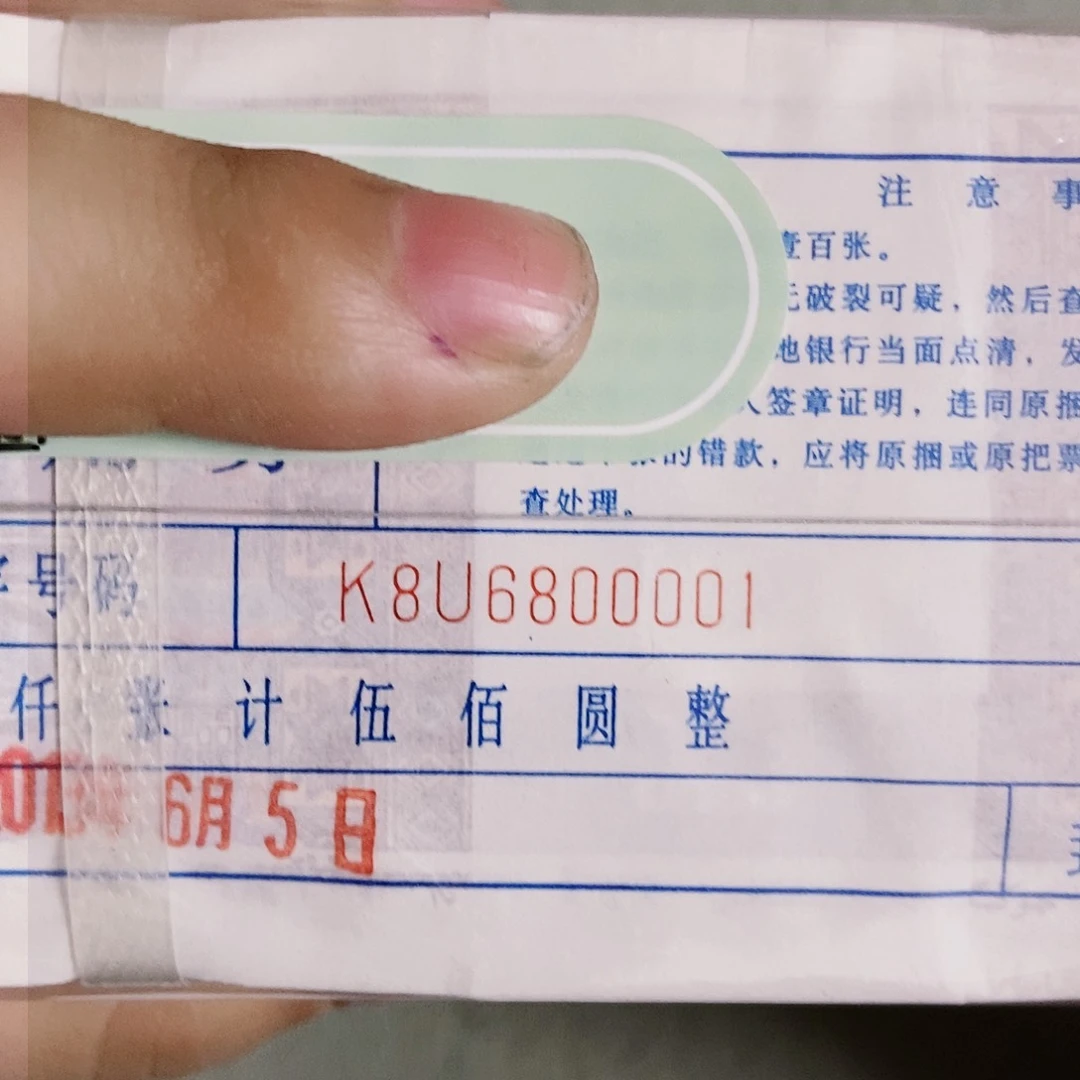 注 意 事
壹百张。
无破裂可疑，然后查
地银行当面点清，发
人签章证明，连同原捆
的错款，应将原捆或原把票
查处理。
号码
K8U6800001
仟 张 计 伍 佰 圆 整
6月 5 日